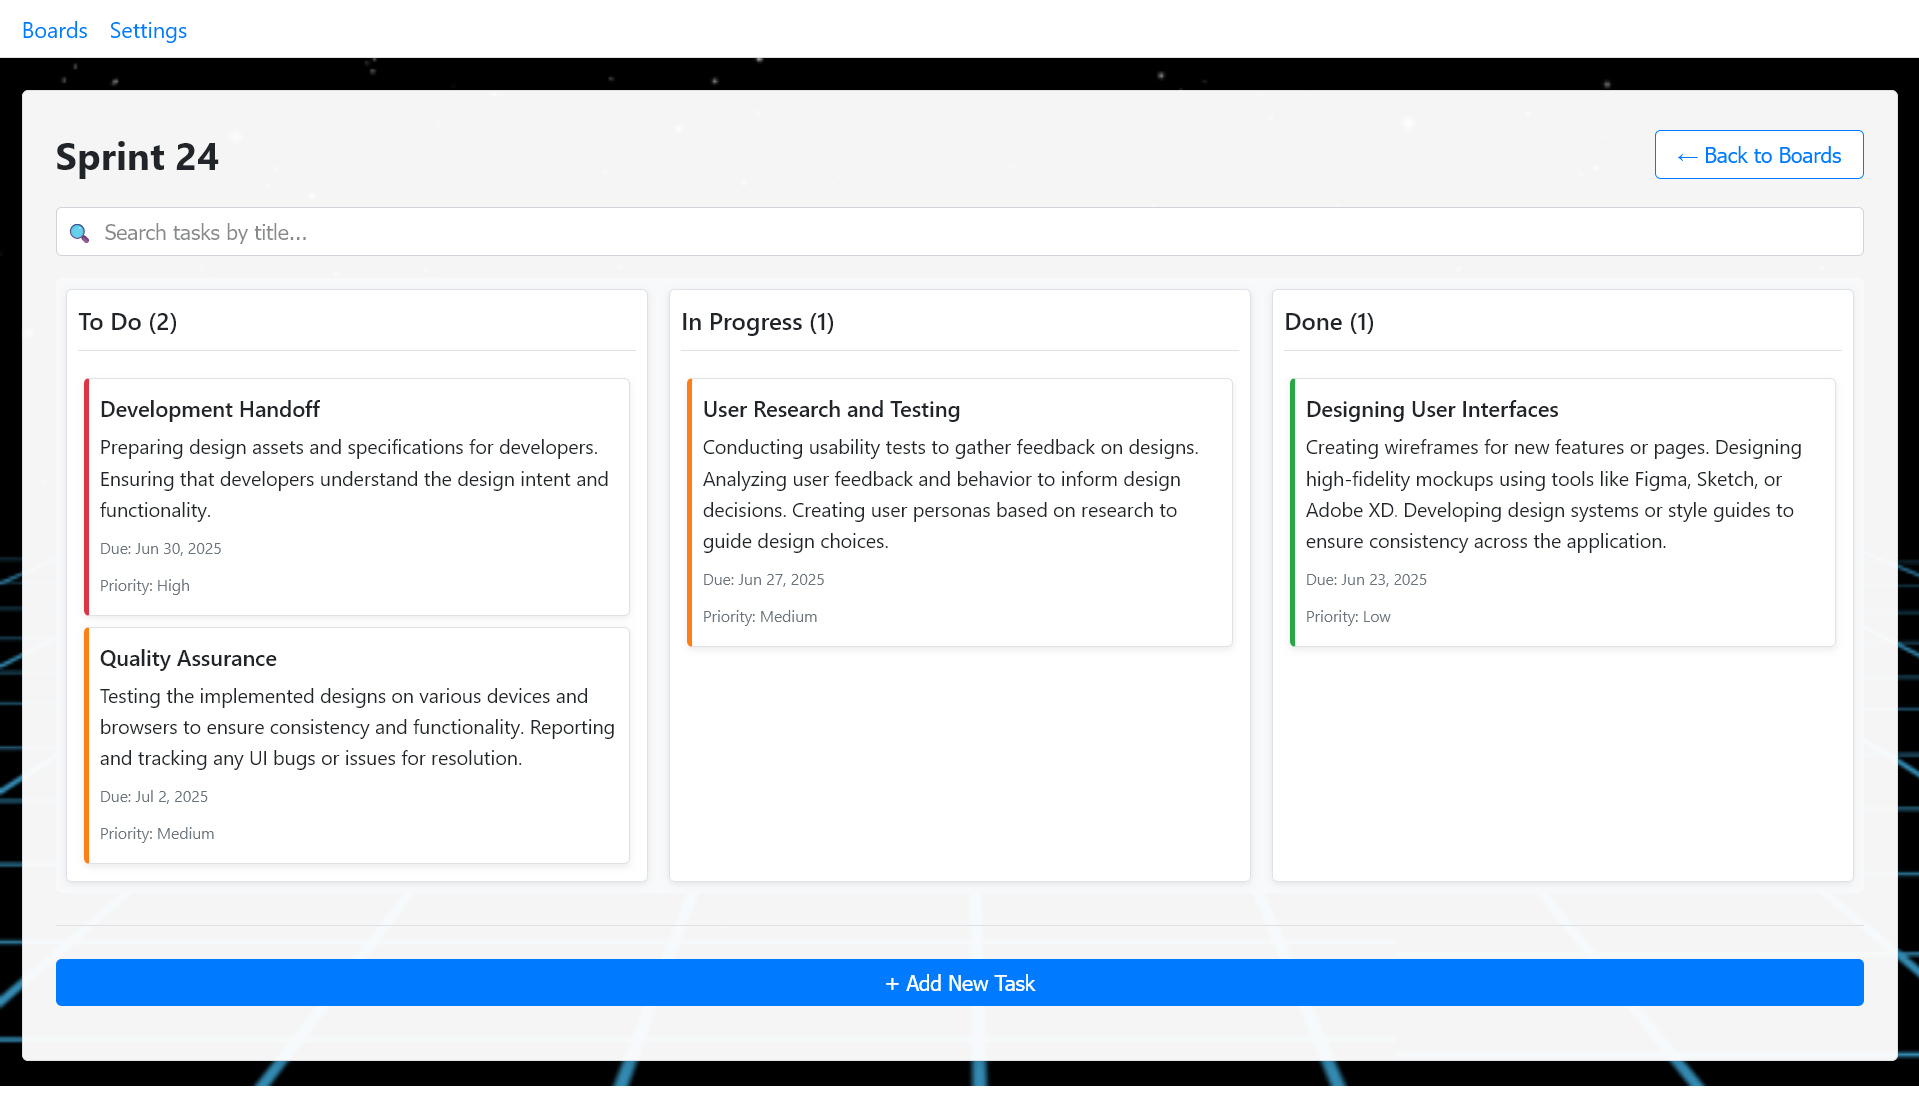 Boards Settings
Sprint 24
← Back to Boards
Search tasks by title...
To Do (2)
Development Handoff
Preparing design assets and specifications for developers.
Ensuring that developers understand the design intent and
functionality.
Due: Jun 30, 2025
Priority: High
Quality Assurance
Testing the implemented designs on various devices and
browsers to ensure consistency and functionality. Reporting
and tracking any UI bugs or issues for resolution.
Due: Jul 2, 2025
Priority: Medium
In Progress (1)
User Research and Testing
Conducting usability tests to gather feedback on designs.
Analyzing user feedback and behavior to inform design
decisions. Creating user personas based on research to
guide design choices.
Due: Jun 27, 2025
Priority: Medium
Done (1)
Designing User Interfaces
Creating wireframes for new features or pages. Designing
high-fidelity mockups using tools like Figma, Sketch, or
Adobe XD. Developing design systems or style guides to
ensure consistency across the application.
Due: Jun 23, 2025
Priority: Low
+ Add New Task